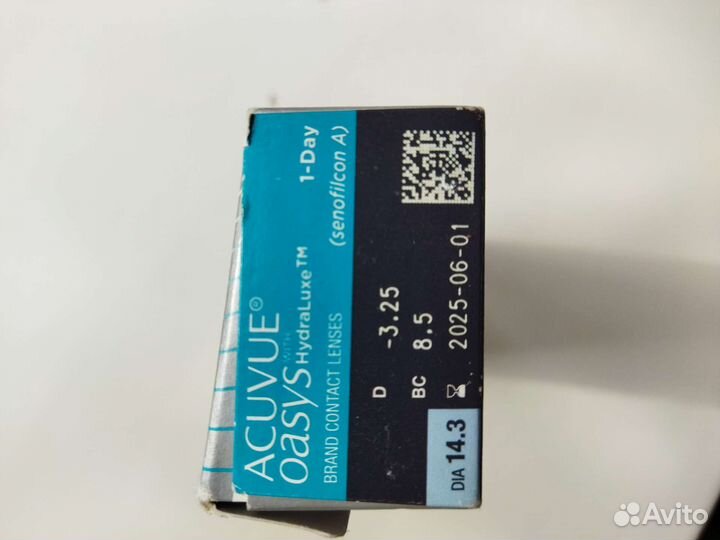 ACUVUE®
OASYS WITH
HydraLuxe™ 1-Day
BRAND CONTACT LENSES (senofilcon A)
D -3.25
BC 8.5
2025-06-01
DIA 14.3
Avito